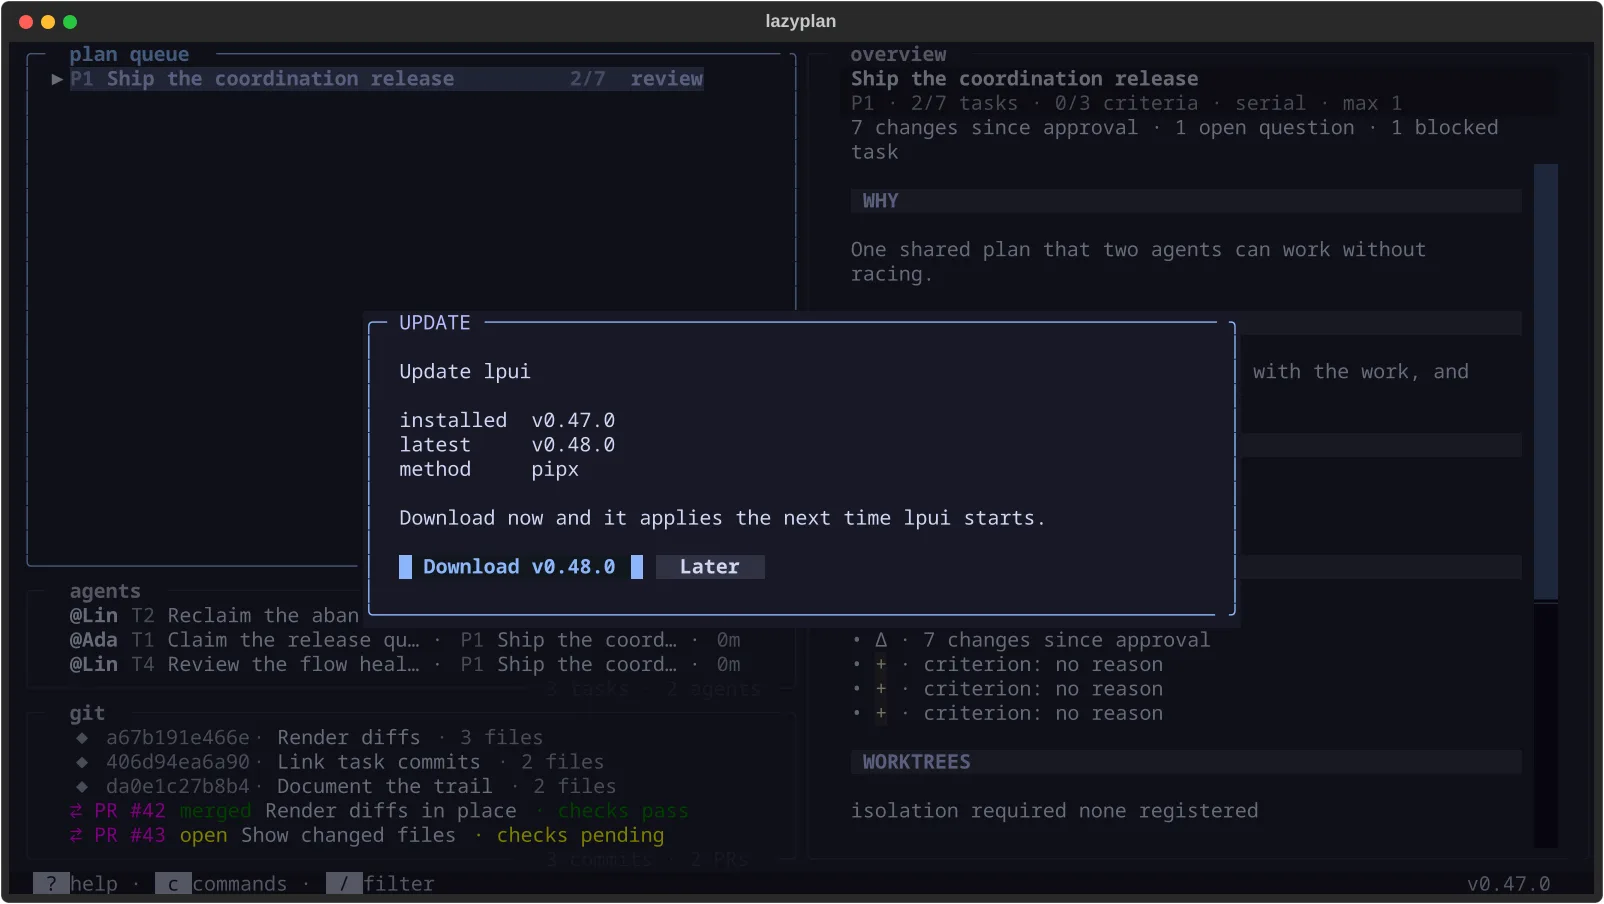 lazyplan
plan queue
▶ P1 Ship the coordination release 2/7 review
overview
Ship the coordination release
P1 · 2/7 tasks · 0/3 criteria · serial · max 1
7 changes since approval · 1 open question · 1 blocked
task
WHY
One shared plan that two agents can work without
racing.
with the work, and
UPDATE
Update lpui
installed v0.47.0
latest v0.48.0
method pipx
Download now and it applies the next time lpui starts.
Download v0.48.0 Later
agents
@Lin T2 Reclaim the aban
@Ada T1 Claim the release qu… · P1 Ship the coord… · 0m
@Lin T4 Review the flow heal… · P1 Ship the coord… · 0m
3 tasks · 2 agents
• Δ · 7 changes since approval
• + · criterion: no reason
• + · criterion: no reason
• + · criterion: no reason
git
◆ a67b191e466e · Render diffs · 3 files
◆ 406d94ea6a90 · Link task commits · 2 files
◆ da0e1c27b8b4 · Document the trail · 2 files
⇄ PR #42 merged Render diffs in place · checks pass
⇄ PR #43 open Show changed files · checks pending
3 commits · 2 PRs
WORKTREES
isolation required none registered
? help · c commands · / filter
v0.47.0